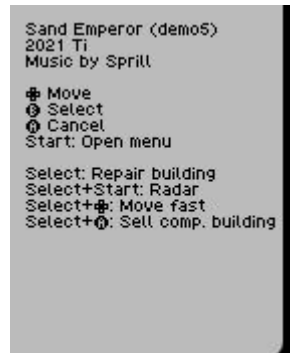 Sand Emperor (demo5)
2021 Ti
Music by Sprill
✙ Move
Ⓑ Select
Ⓐ Cancel
Start: Open menu
Select: Repair building
Select+Start: Radar
Select+✙: Move fast
Select+Ⓐ: Sell comp. building